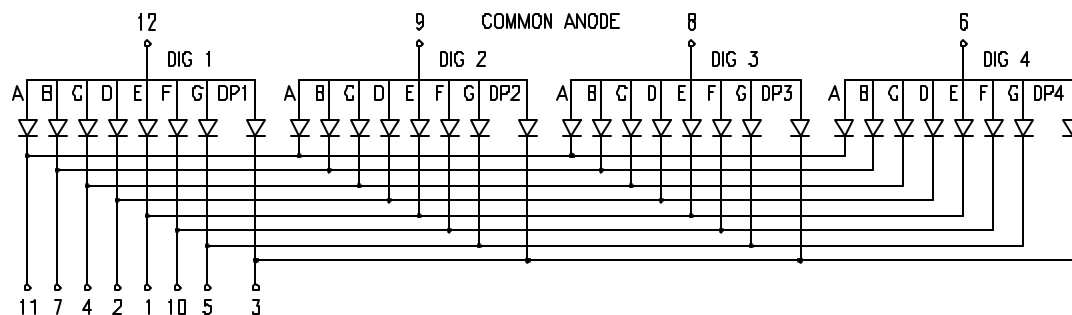 12 9 COMMON ANODE 8 6
DIG 1 DIG 2 DIG 3 DIG 4
A B C D E F G DP1 A B C D E F G DP2 A B C D E F G DP3 A B C D E F G DP4
11 7 4 2 1 10 5 3